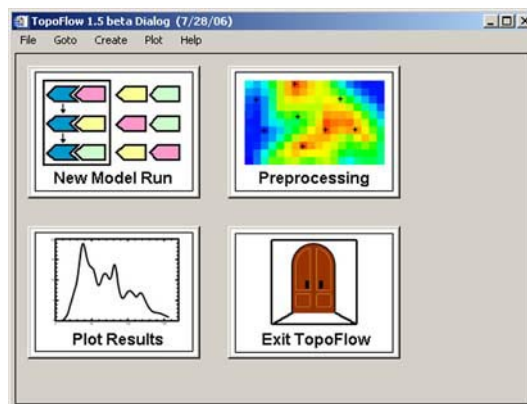 TopoFlow 1.5 beta Dialog (7/28/06)
File Goto Create Plot Help
New Model Run
Preprocessing
Plot Results
Exit TopoFlow